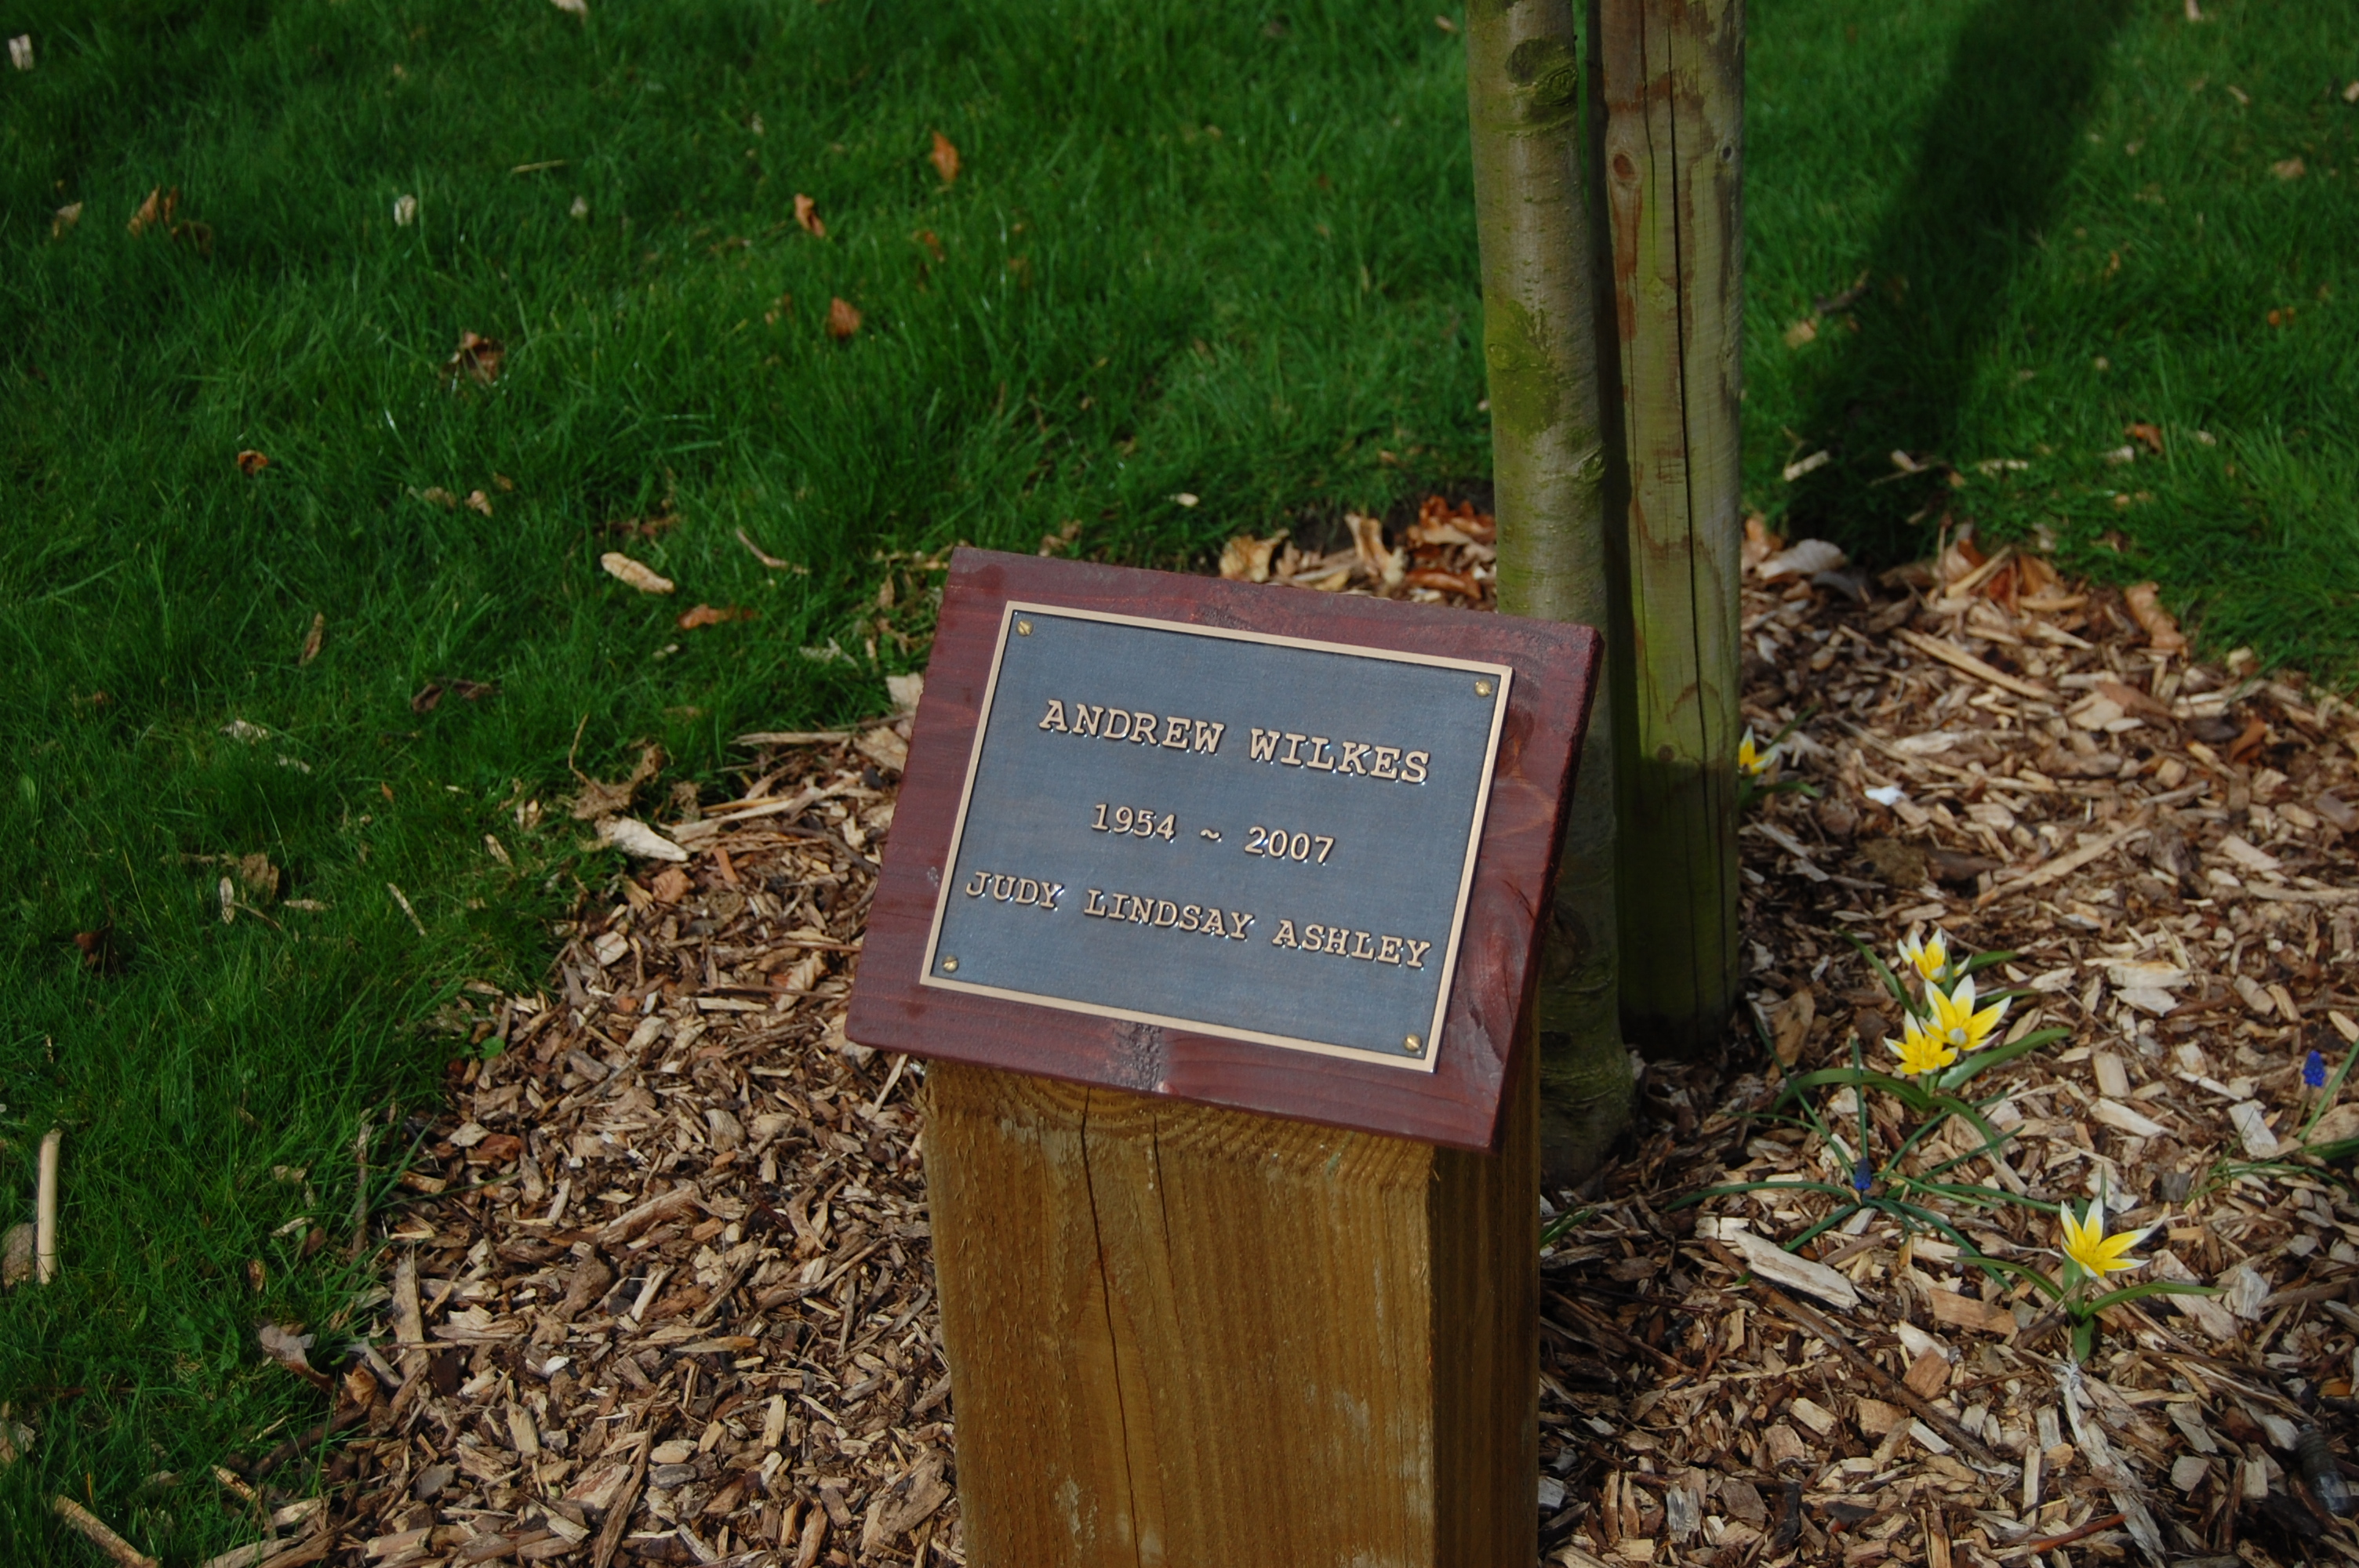 ANDREW WILKES
1954 ~ 2007
JUDY LINDSAY ASHLEY